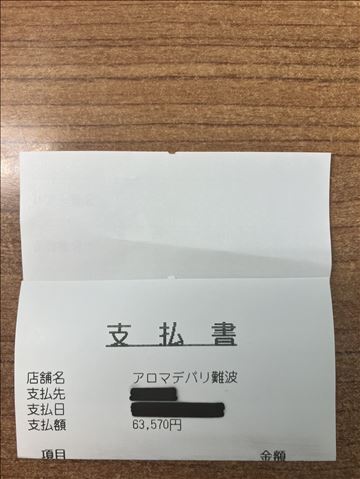 支払書
店舗名 アロマデパリ難波
支払先
支払日
支払額 63,570円
項目 金額